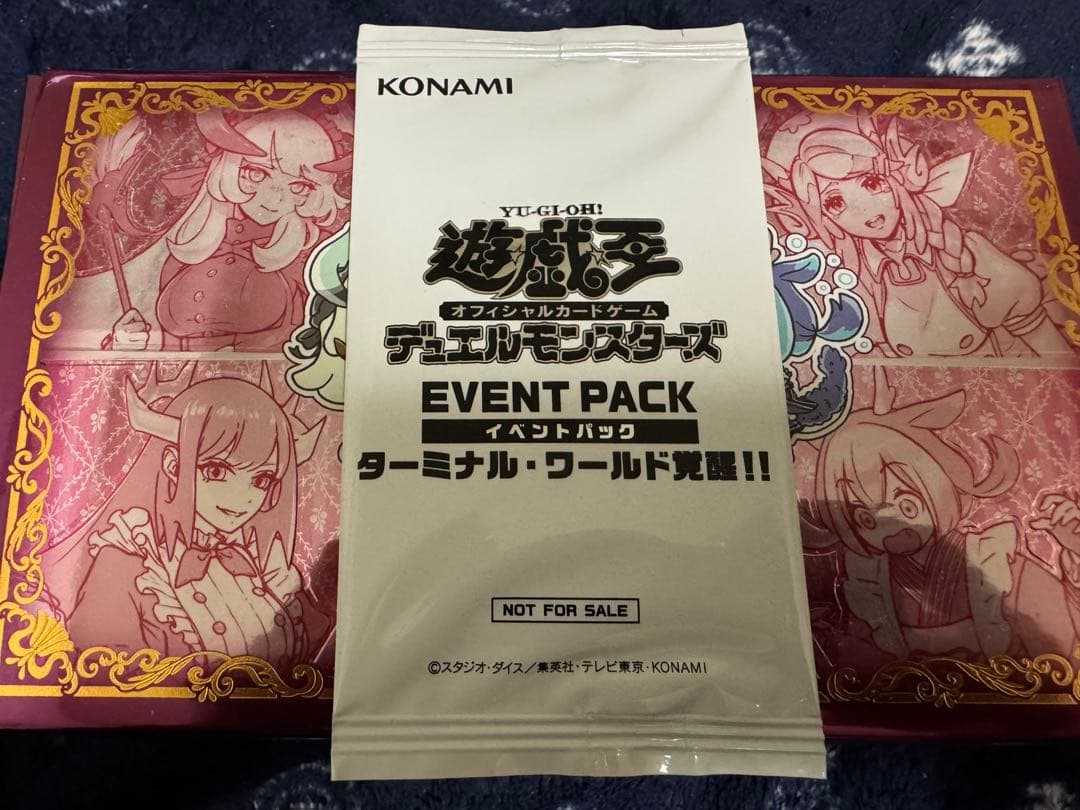 KONAMI
YU-GI-OH!
遊☆戯☆王
オフィシャルカードゲーム
デュエルモンスターズ
EVENT PACK
イベントパック
ターミナル・ワールド覚醒!!
NOT FOR SALE
©スタジオ・ダイス／集英社・テレビ東京・KONAMI